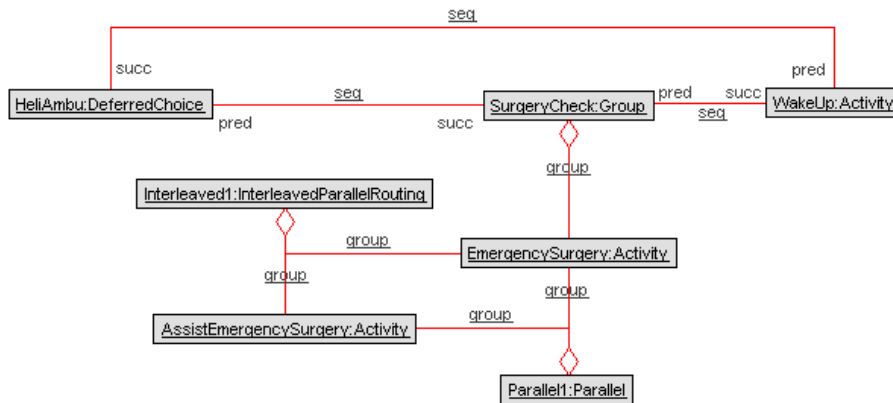 seq
succ
pred
HeliAmbu:DeferredChoice
seq
pred
succ
SurgeryCheck:Group
pred
succ
seq
WakeUp:Activity
group
Interleaved1:InterleavedParallelRouting
group
EmergencySurgery:Activity
group
group
AssistEmergencySurgery:Activity
group
Parallel1:Parallel